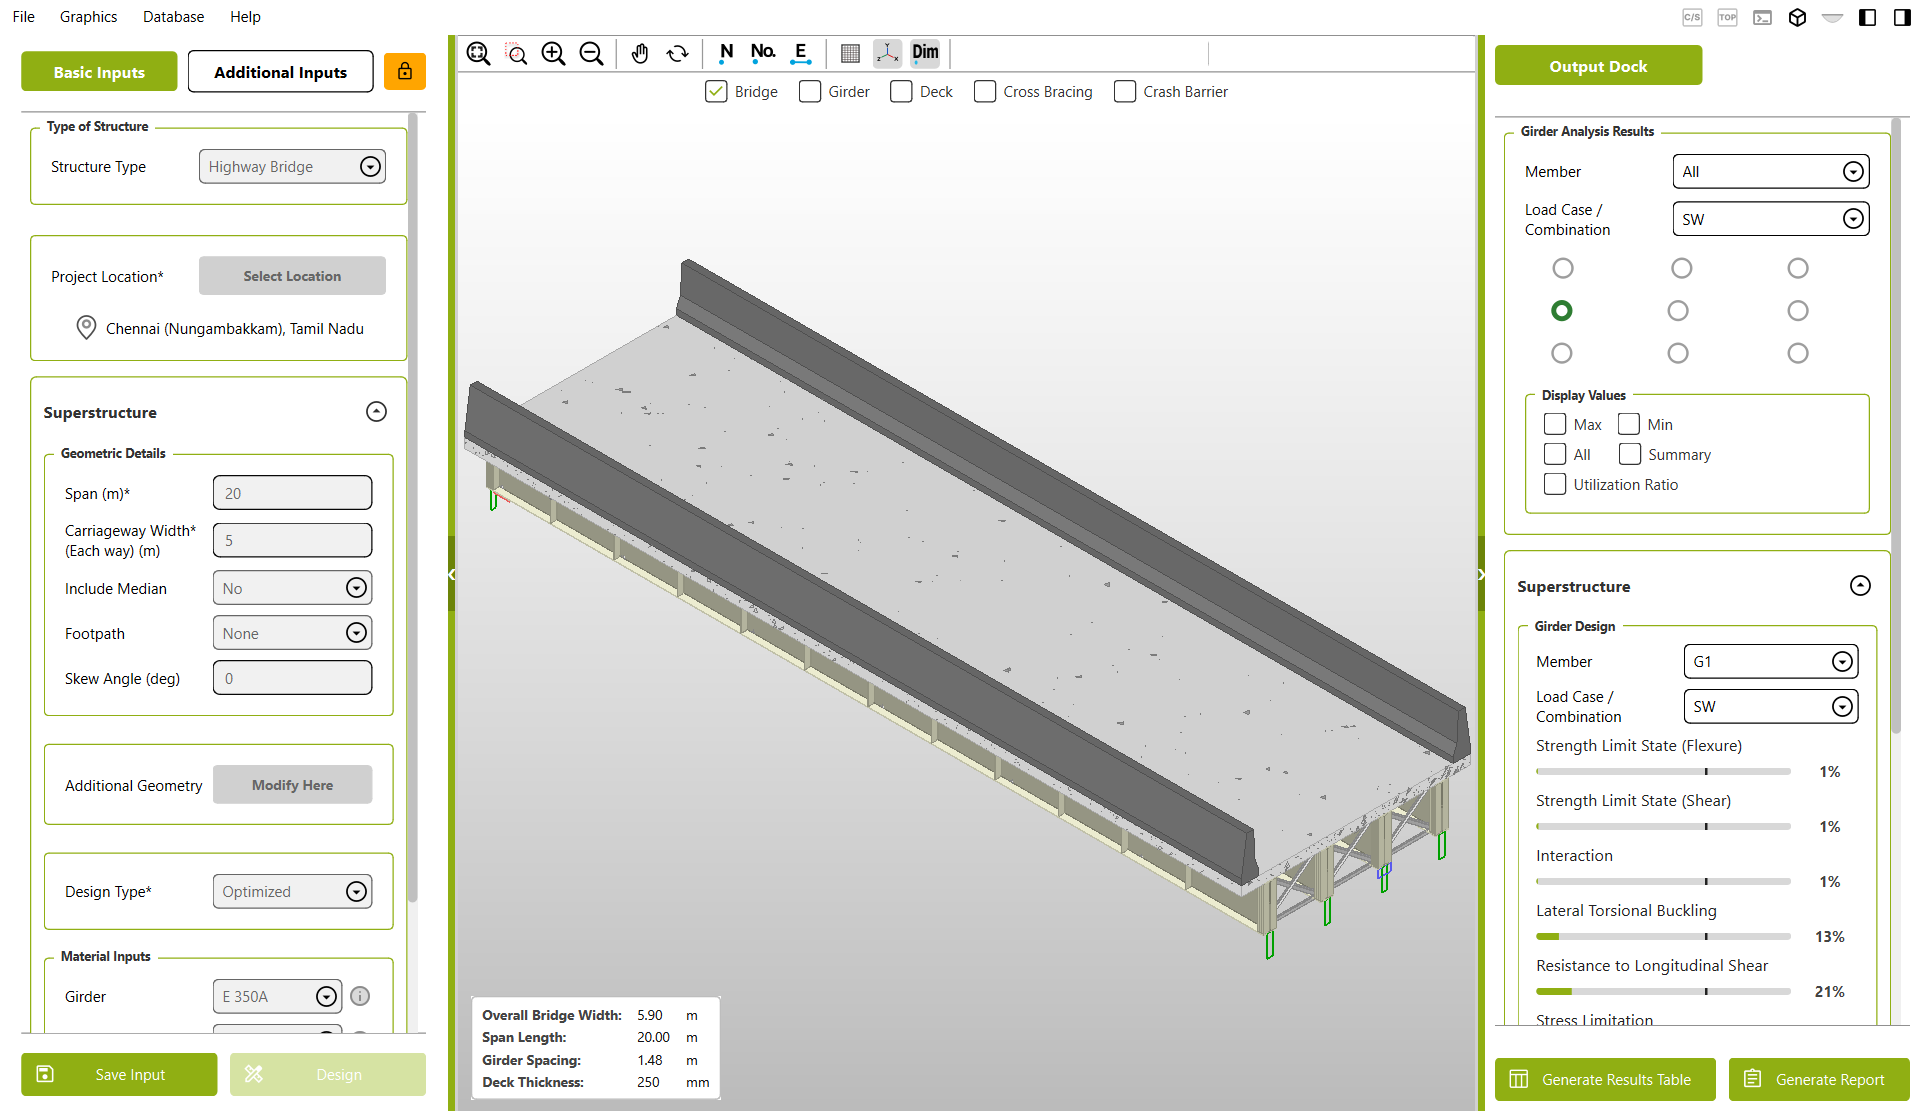 File Graphics Database Help
C/S TOP
Basic Inputs Additional Inputs
Type of Structure
Structure Type Highway Bridge
Project Location* Select Location
Chennai (Nungambakkam), Tamil Nadu
Superstructure
Geometric Details
Span (m)* 20
Carriageway Width*
(Each way) (m) 5
Include Median No
Footpath None
Skew Angle (deg) 0
Additional Geometry Modify Here
Design Type* Optimized
Material Inputs
Girder E 350A
Save Input Design
N No. E Dim
Bridge Girder Deck Cross Bracing Crash Barrier
Overall Bridge Width: 5.90 m
Span Length: 20.00 m
Girder Spacing: 1.48 m
Deck Thickness: 250 mm
Output Dock
Girder Analysis Results
Member All
Load Case /
Combination SW
Display Values
Max Min
All Summary
Utilization Ratio
Superstructure
Girder Design
Member G1
Load Case /
Combination SW
Strength Limit State (Flexure)
1%
Strength Limit State (Shear)
1%
Interaction
1%
Lateral Torsional Buckling
13%
Resistance to Longitudinal Shear
21%
Stress Limitation
Generate Results Table Generate Report